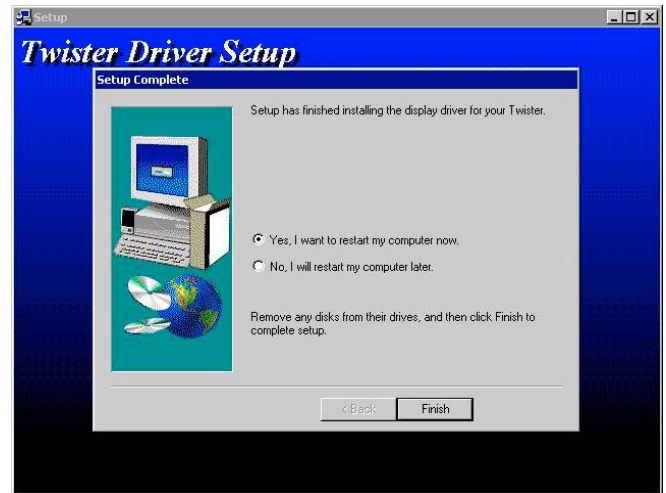 Setup
Twister Driver Setup
Setup Complete
Setup has finished installing the display driver for your Twister.
Yes, I want to restart my computer now.
No, I will restart my computer later.
Remove any disks from their drives, and then click Finish to
complete setup.
< Back
Finish